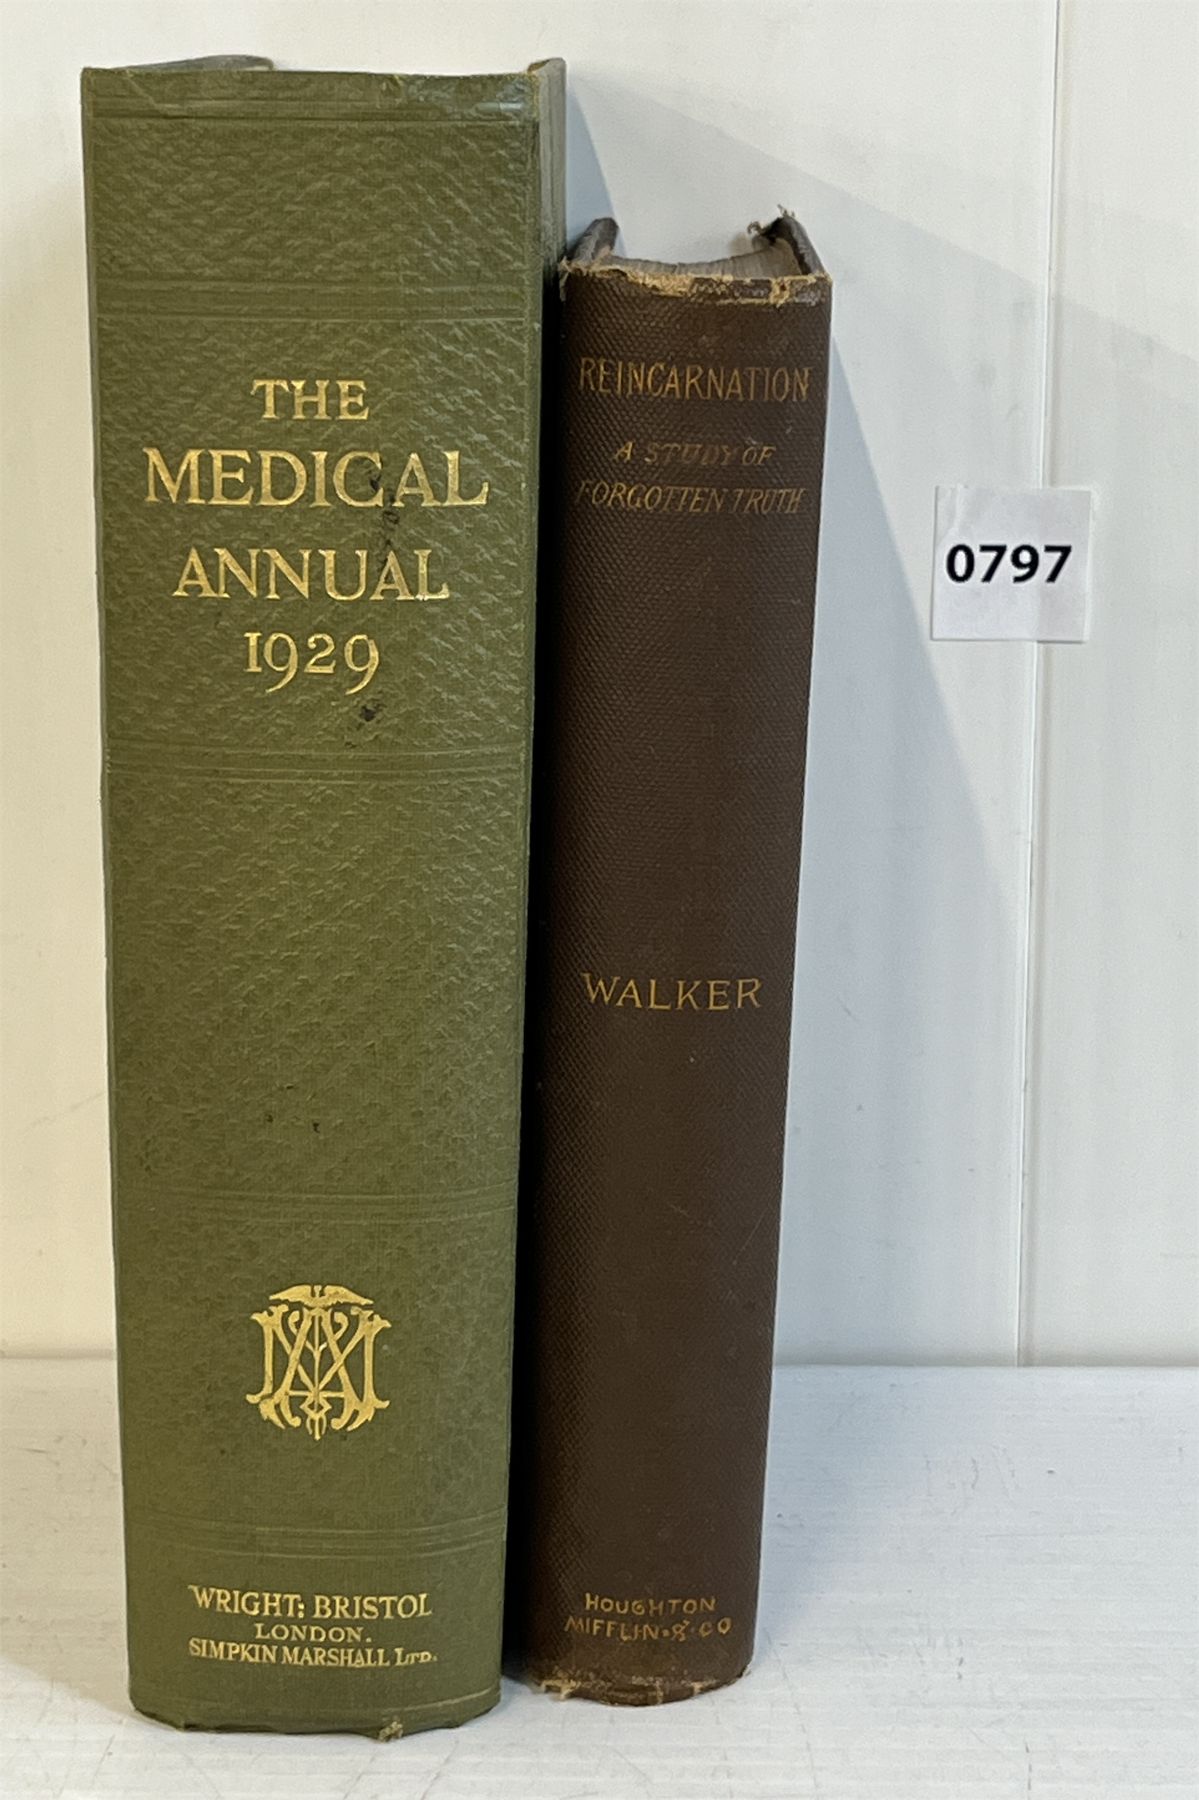 THE
MEDICAL
ANNUAL
1929
WRIGHT: BRISTOL
LONDON.
SIMPKIN MARSHALL LTD.
REINCARNATION
A STUDY OF
FORGOTTEN TRUTH
WALKER
HOUGHTON
MIFFLIN & CO
0797